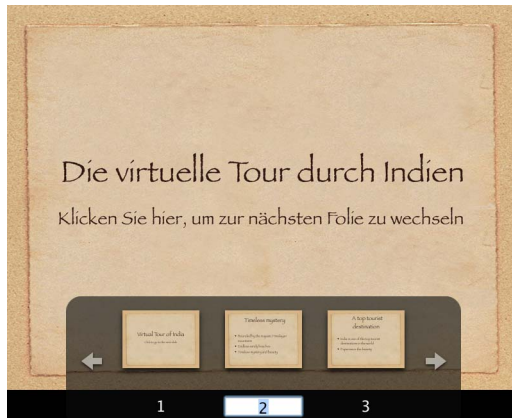 Die virtuelle Tour durch Indien
Klicken Sie hier, um zur nächsten Folie zu wechseln
Virtual Tour of India
Timeless mystery
A top tourist
destination
1
2
3